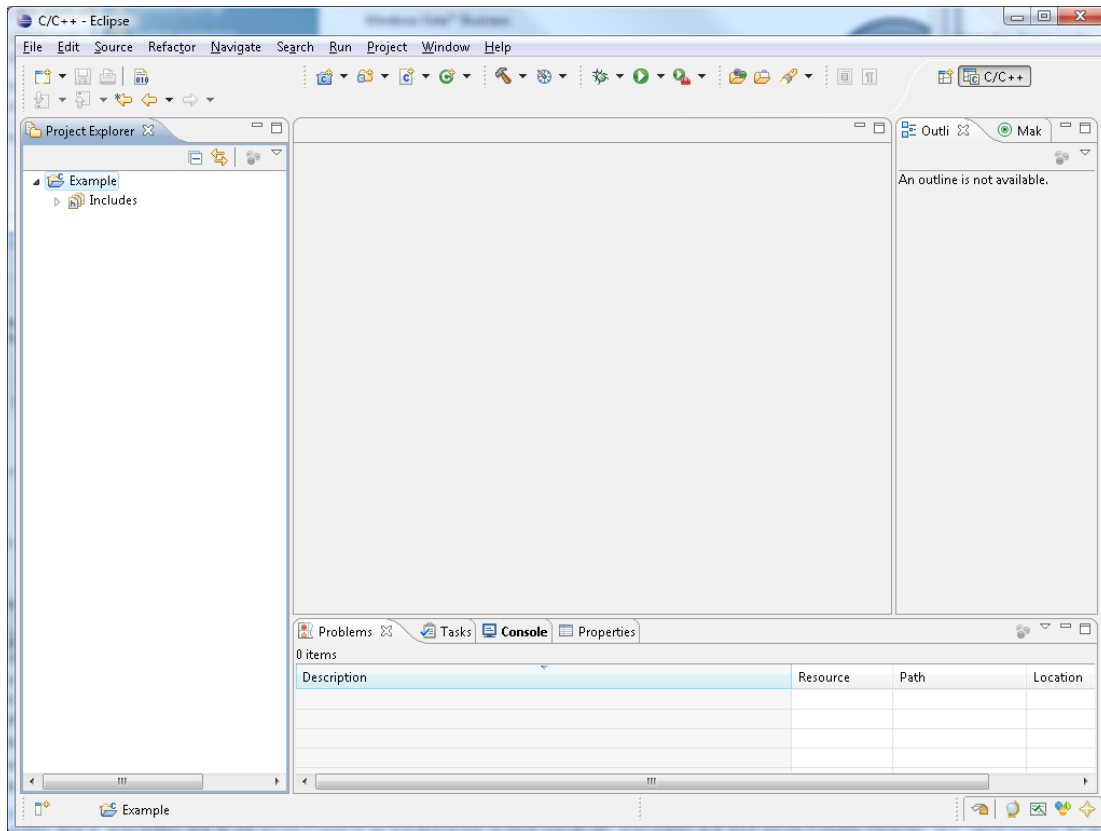 C/C++ - Eclipse
File Edit Source Refactor Navigate Search Run Project Window Help
C/C++
Project Explorer
Outli Mak
An outline is not available.
Example
Includes
Problems Tasks Console Properties
0 items
Description Resource Path Location
Example